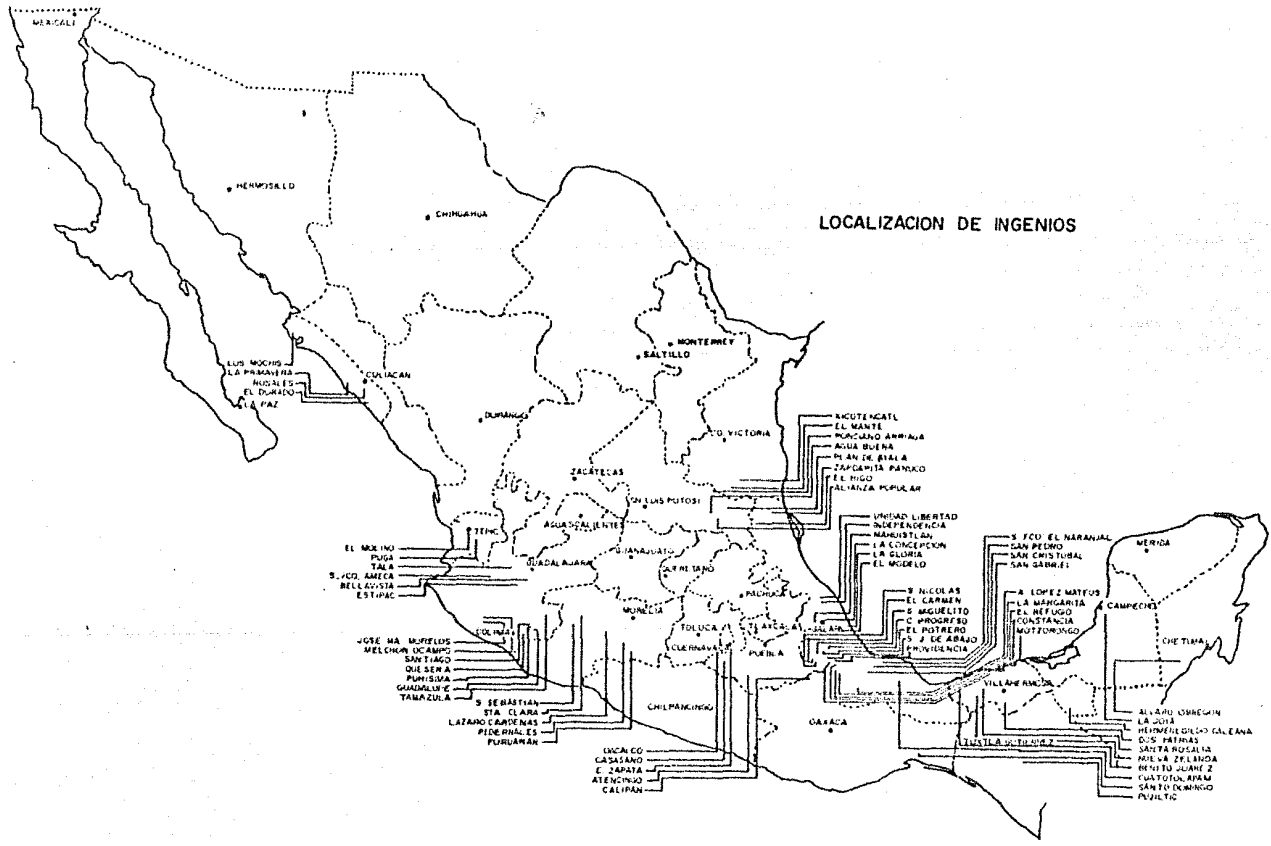 MEXICALI
HERMOSILLO
CHIHUAHUA
LOCALIZACION DE INGENIOS
MONTERREY
SALTILLO
LOS MOCHIS
LA PRIMAVERA
ROSALES
EL DORADO
LA PAZ
CULIACAN
DURANGO
CD. VICTORIA
ZACATECAS
SN LUIS POTOSI
AGUASCALIENTES
XICOTENCATL
EL MANTE
PONCIANO ARRIAGA
AGUA BUENA
PLAN DE AYALA
ZAPOAPITA PANUCO
EL HIGO
ALIANZA POPULAR
TEPIC
GUANAJUATO
GUADALAJARA
QUERETARO
PACHUCA
MORELIA
TOLUCA
TLAXCALA
JALAPA
CUERNAVACA
PUEBLA
COLIMA
EL MOLINO
PUGA
TALA
S. FCO. AMECA
BELLAVISTA
ESTIPAC
UNIDAD LIBERTAD
INDEPENDENCIA
MAHUISTLAN
LA CONCEPCION
LA GLORIA
EL MODELO
S. FCO. EL NARANJAL
SAN PEDRO
SAN CRISTOBAL
SAN GABRIEL
MERIDA
S NICOLAS
EL CARMEN
S MIGUELITO
C. PROGRESO
EL POTRERO
S. J. DE ABAJO
PROVIDENCIA
A. LOPEZ MATEOS
LA MARGARITA
EL REFUGIO
CONSTANCIA
MOTZORONGO
CAMPECHE
CHETUMAL
JOSE MA. MORELOS
MELCHOR OCAMPO
SANTIAGO
QUESERIA
PURISIMA
GUADALUPE
TAMAZULA
S SEBASTIAN
STA. CLARA
LAZARO CARDENAS
PEDERNALES
PURUARAN
CHILPANCINGO
OAXACA
VILLAHERMOSA
TUXTLA GUTIERREZ
OACALCO
CASASANO
E. ZAPATA
ATENCINGO
CALIPAN
ALVARO OBREGON
LA JOYA
HERMENEGILDO GALEANA
DOS PATRIAS
SANTA ROSALIA
NUEVA ZELANDA
BENITO JUAREZ
CUATOTOLAPAM
SANTO DOMINGO
PUJILTIC